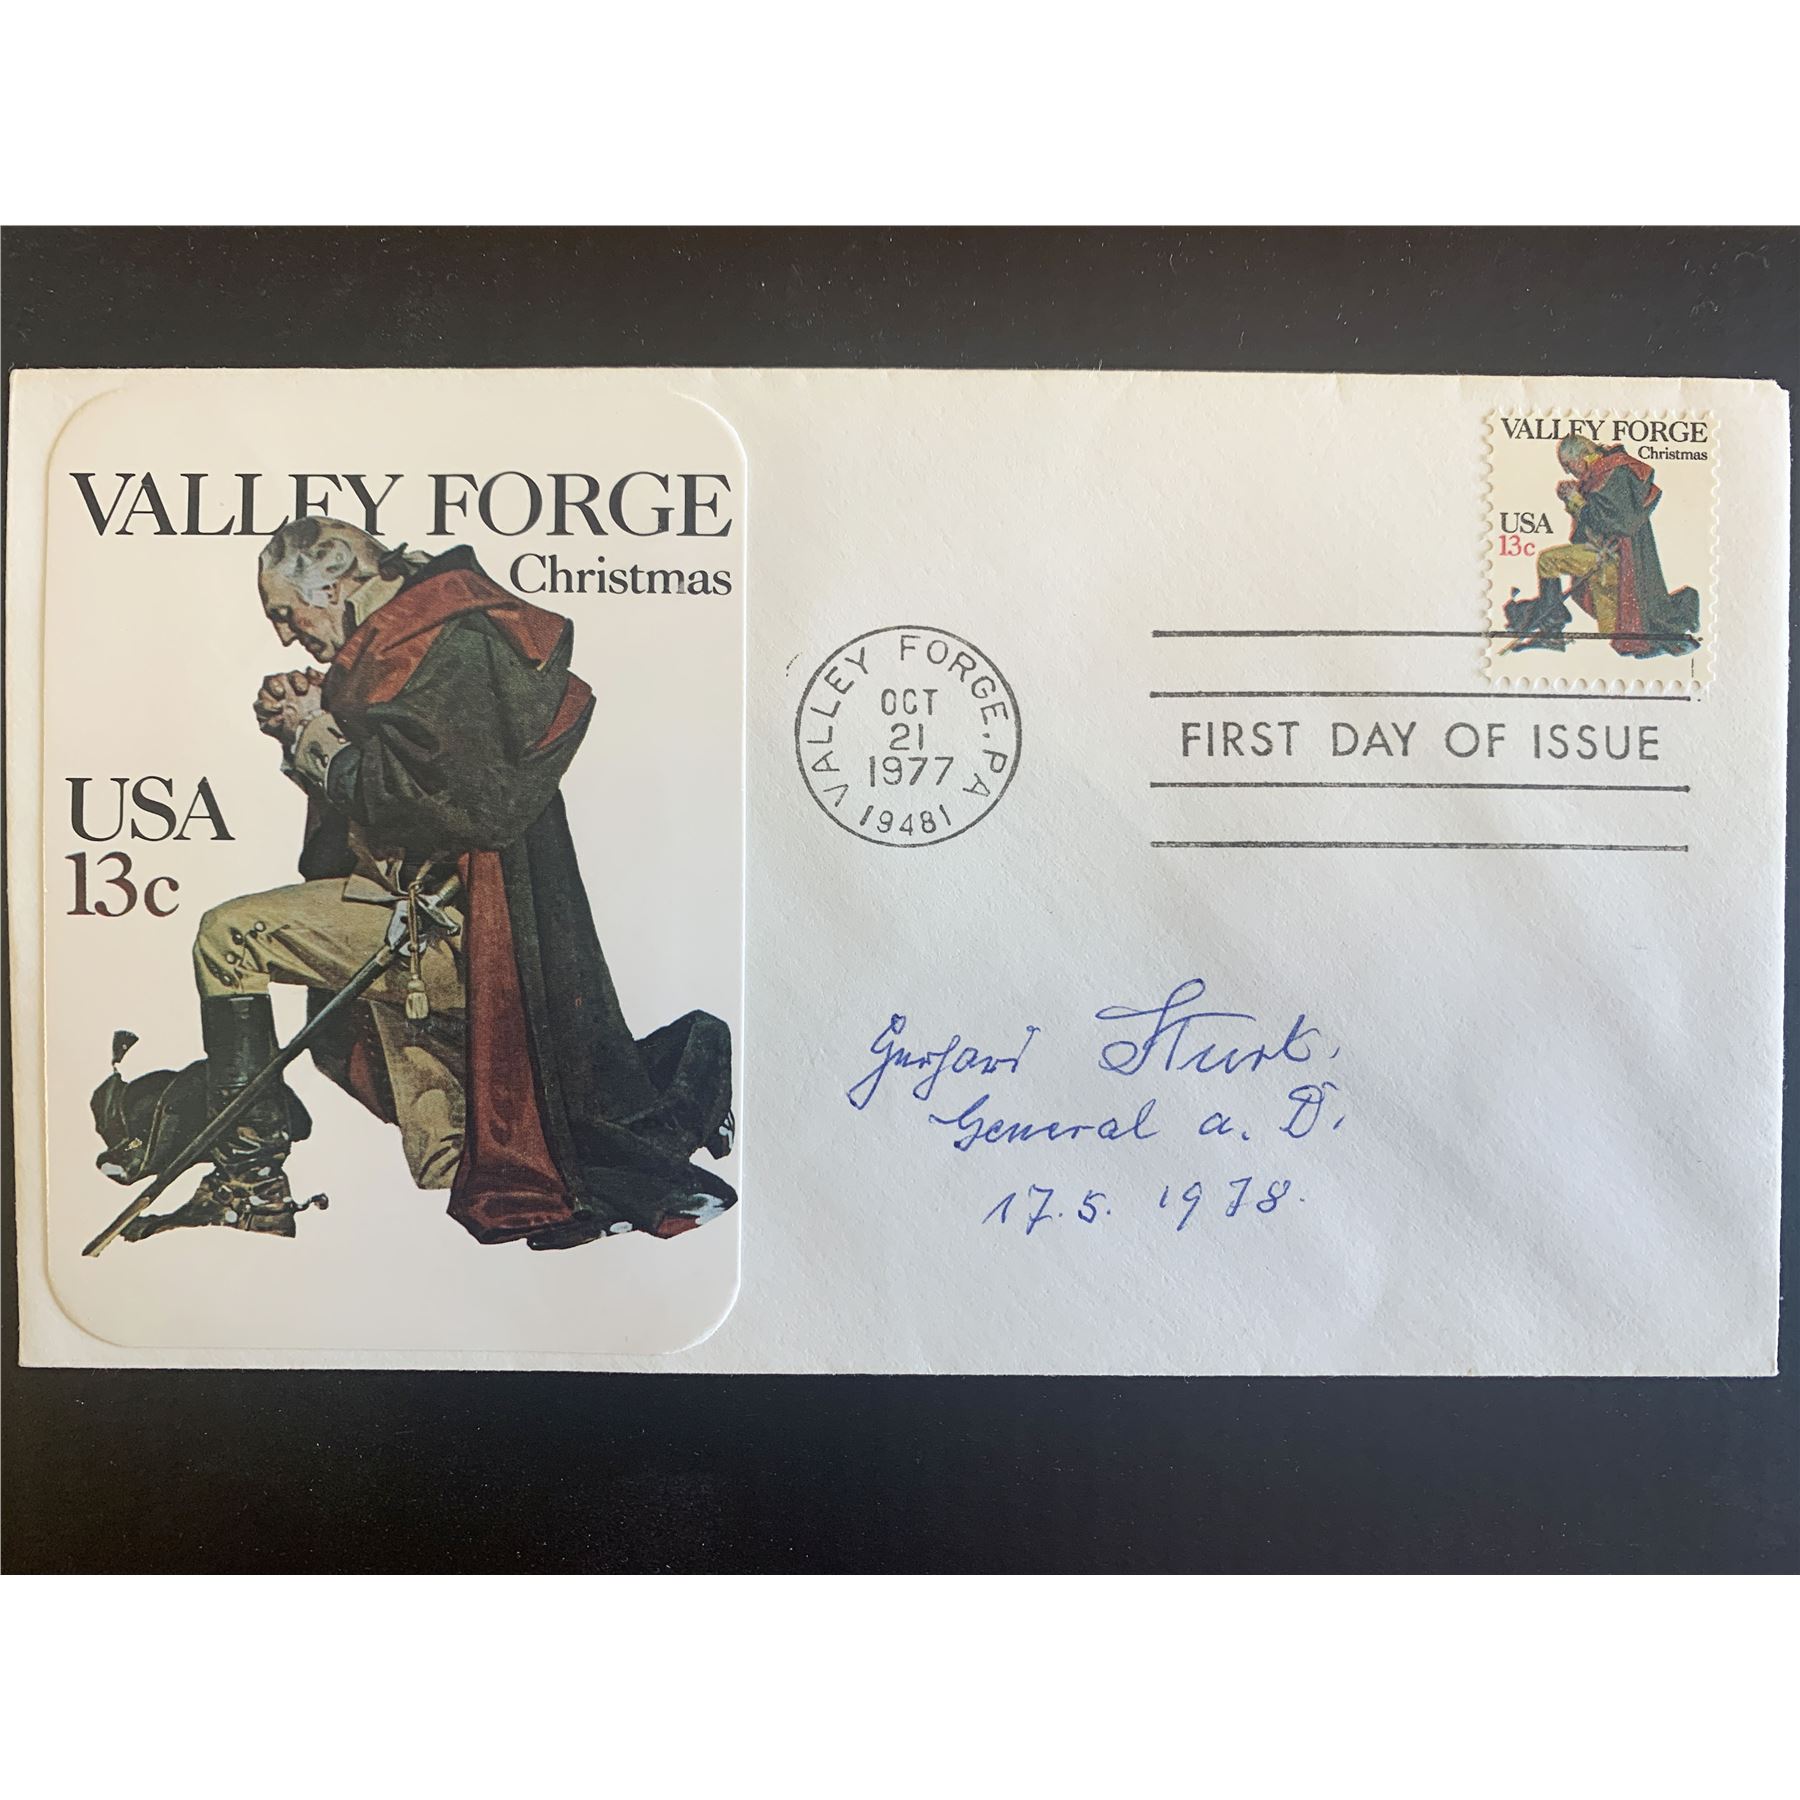 VALLEY FORGE
Christmas
USA
13c
VALLEY FORGE
Christmas
USA
13c
VALLEY FORGE, PA
OCT
21
1977
19481
FIRST DAY OF ISSUE
Gerhard Sturt.
General a. D.
17. 5. 1978.